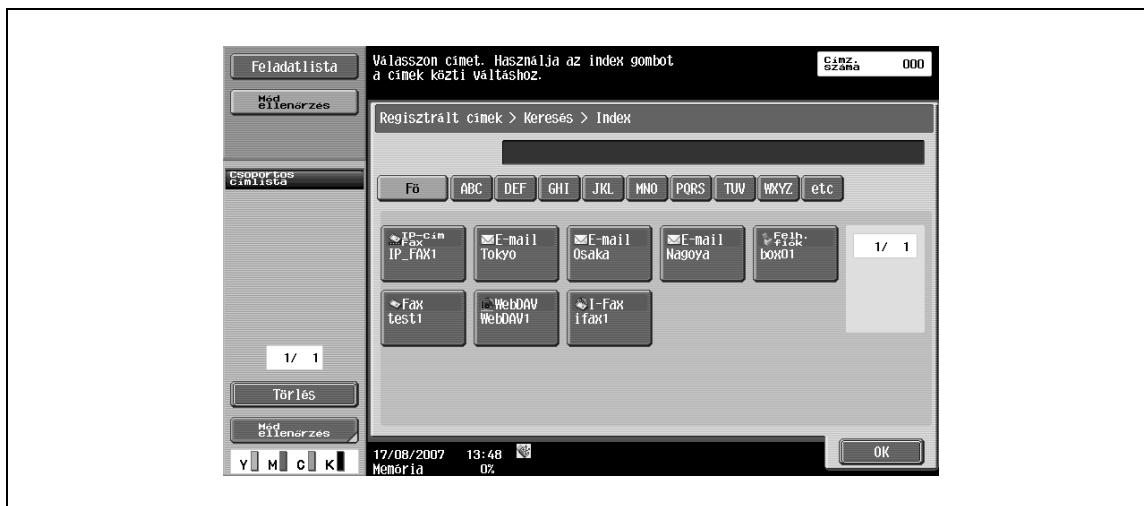 Feladatlista
Mód
ellenőrzés
Csoportos
címlista
1/ 1
Törlés
Mód
ellenőrzés
Y M C K
Válasszon címet. Használja az index gombot
a címek közti váltáshoz.
Címz.
száma 000
Regisztrált címek > Keresés > Index
Fő ABC DEF GHI JKL MNO PQRS TUV WXYZ etc
IP-cím
Fax
IP_FAX1
E-mail
Tokyo
E-mail
Osaka
E-mail
Nagoya
Felh.
fiók
box01
1/ 1
Fax
test1
WebDAV
WebDAV1
I-Fax
ifax1
17/08/2007 13:48
Memória 0%
OK